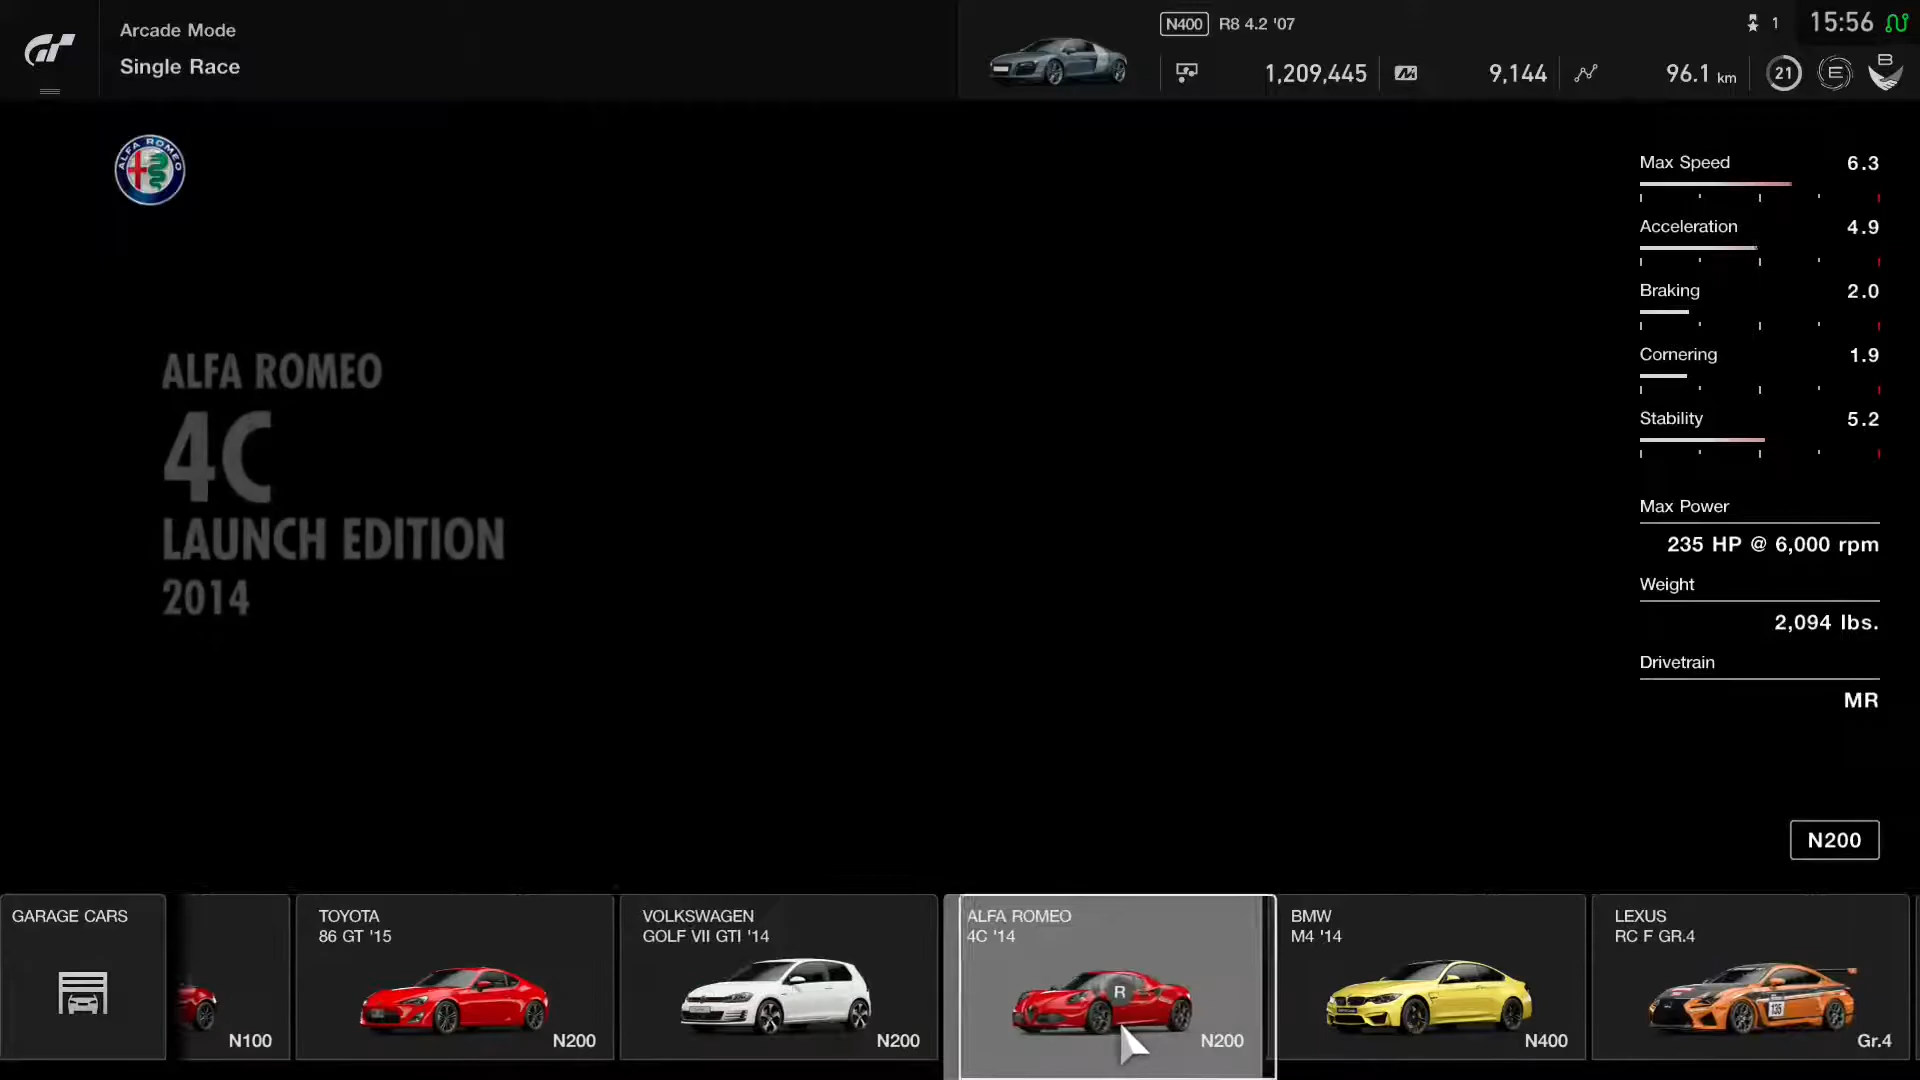 Arcade Mode
Single Race
N400 R8 4.2 '07
1,209,445
9,144
96.1 km
21
E
B
1
15:56
ALFA ROMEO
Max Speed 6.3
Acceleration 4.9
Braking 2.0
Cornering 1.9
Stability 5.2
Max Power
235 HP @ 6,000 rpm
Weight
2,094 lbs.
Drivetrain
MR
N200
ALFA ROMEO
4C
LAUNCH EDITION
2014
GARAGE CARS
N100
TOYOTA
86 GT '15
N200
VOLKSWAGEN
GOLF VII GTI '14
N200
ALFA ROMEO
4C '14
R
N200
BMW
M4 '14
N400
LEXUS
RC F GR.4
135
Gr.4